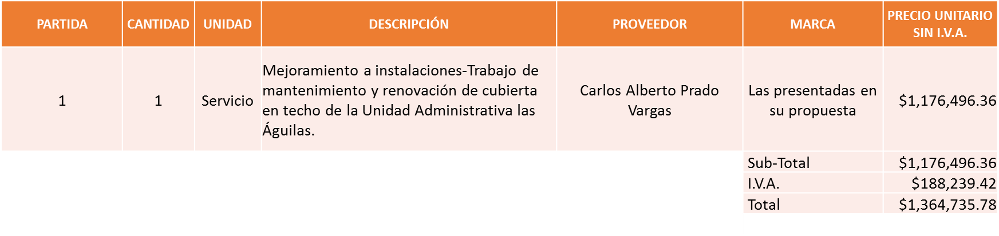 PARTIDA CANTIDAD UNIDAD DESCRIPCIÓN PROVEEDOR MARCA PRECIO UNITARIO
SIN I.V.A.
1 1 Servicio
Mejoramiento a instalaciones-Trabajo de
mantenimiento y renovación de cubierta
en techo de la Unidad Administrativa las
Águilas.
Carlos Alberto Prado
Vargas
Las presentadas en
su propuesta
$1,176,496.36
Sub-Total $1,176,496.36
I.V.A. $188,239.42
Total $1,364,735.78